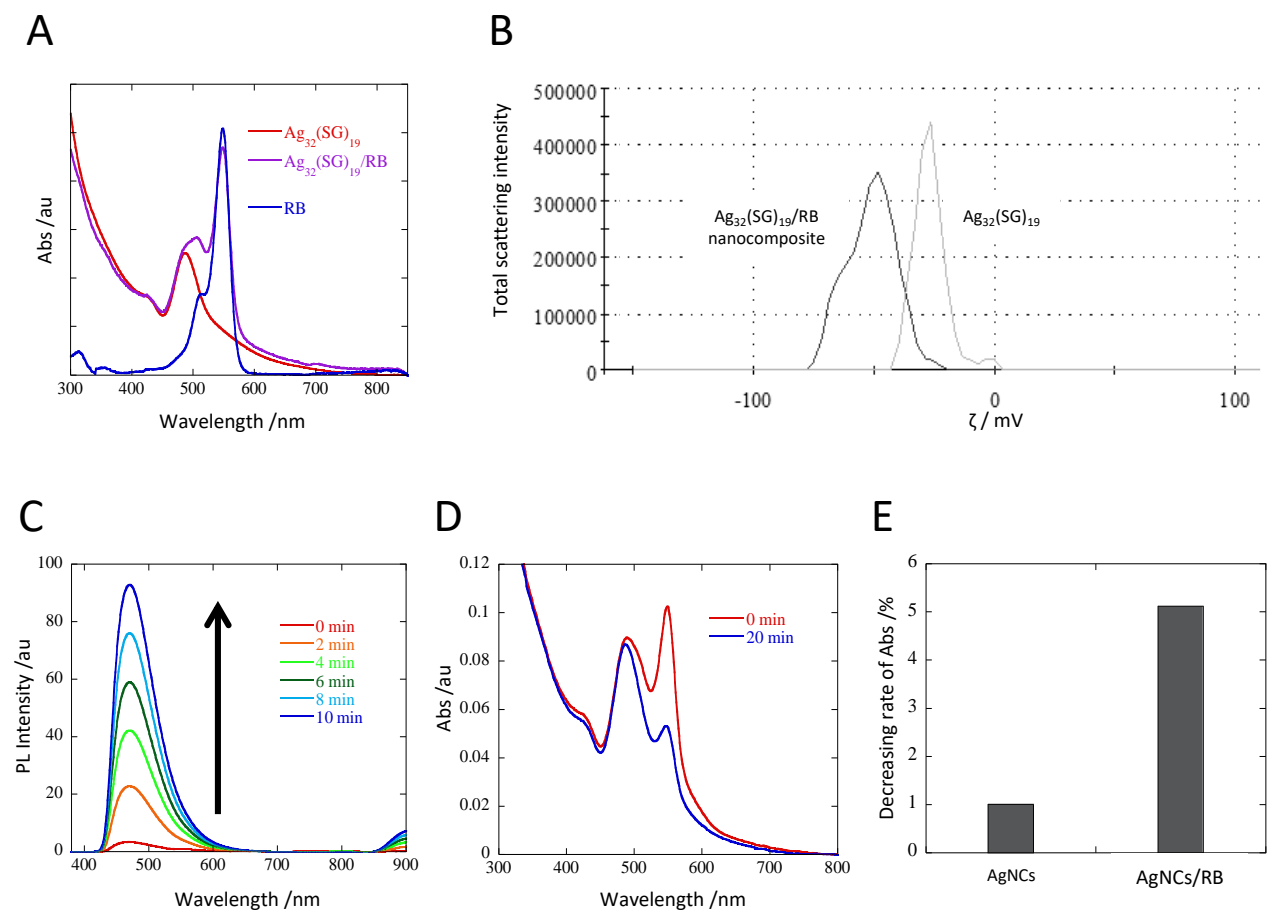 A
Abs /au
Ag32(SG)19
Ag32(SG)19/RB
RB
300 400 500 600 700 800
Wavelength /nm
B
Total scattering intensity
500000
400000
300000
200000
100000
0
Ag32(SG)19/RB
nanocomposite
Ag32(SG)19
-100 0 100
ζ / mV
C
PL Intensity /au
100
80
60
40
20
0
0 min
2 min
4 min
6 min
8 min
10 min
400 500 600 700 800 900
Wavelength /nm
D
Abs /au
0.12
0.1
0.08
0.06
0.04
0.02
0
0 min
20 min
300 400 500 600 700 800
Wavelength /nm
E
Decreasing rate of Abs /%
6
5
4
3
2
1
0
AgNCs AgNCs/RB